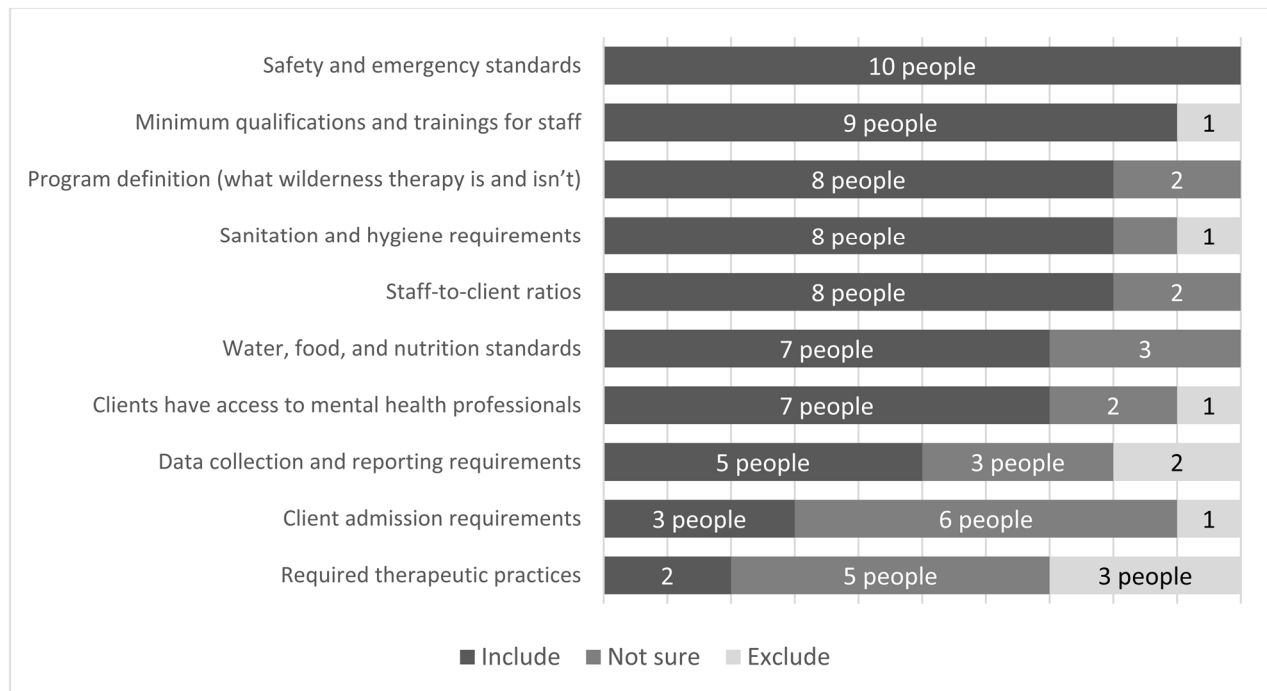 Safety and emergency standards 10 people
Minimum qualifications and trainings for staff 9 people 1
Program definition (what wilderness therapy is and isn’t) 8 people 2
Sanitation and hygiene requirements 8 people 1
Staff-to-client ratios 8 people 2
Water, food, and nutrition standards 7 people 3
Clients have access to mental health professionals 7 people 2 1
Data collection and reporting requirements 5 people 3 people 2
Client admission requirements 3 people 6 people 1
Required therapeutic practices 2 5 people 3 people
Include Not sure Exclude